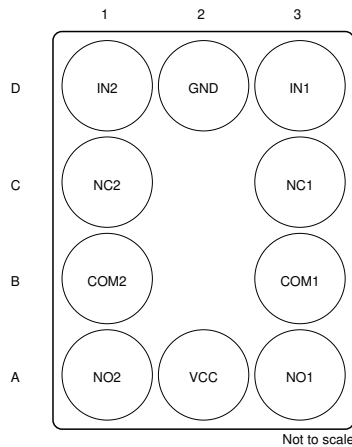 1 2 3
D IN2 GND IN1
C NC2 NC1
B COM2 COM1
A NO2 VCC NO1
Not to scale